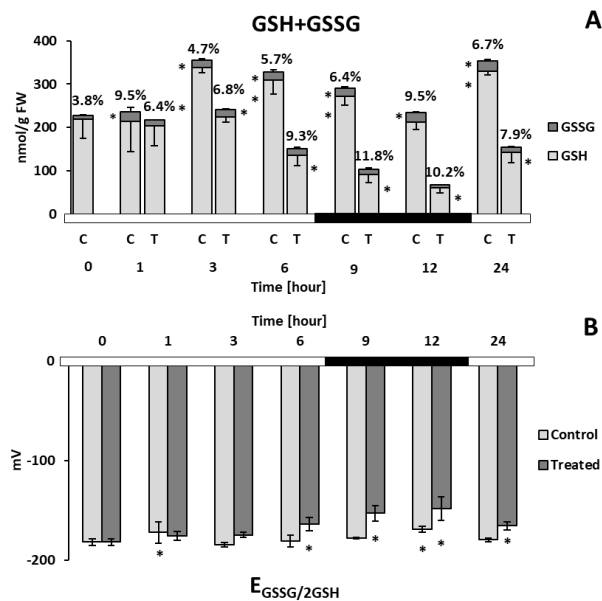 GSH+GSSG
A
400
300
200
100
0
nmol/g FW
3.8%
9.5%
6.4%
4.7%
6.8%
5.7%
9.3%
6.4%
11.8%
9.5%
10.2%
6.7%
7.9%
*
*
*
*
*
*
*
*
*
*
*
*
*
GSSG
GSH
C C T C T C T C T C T C T
0 1 3 6 9 12 24
Time [hour]
Time [hour]
B
0 1 3 6 9 12 24
0
-100
-200
mV
Control
Treated
* * * * * *
E GSSG/2GSH